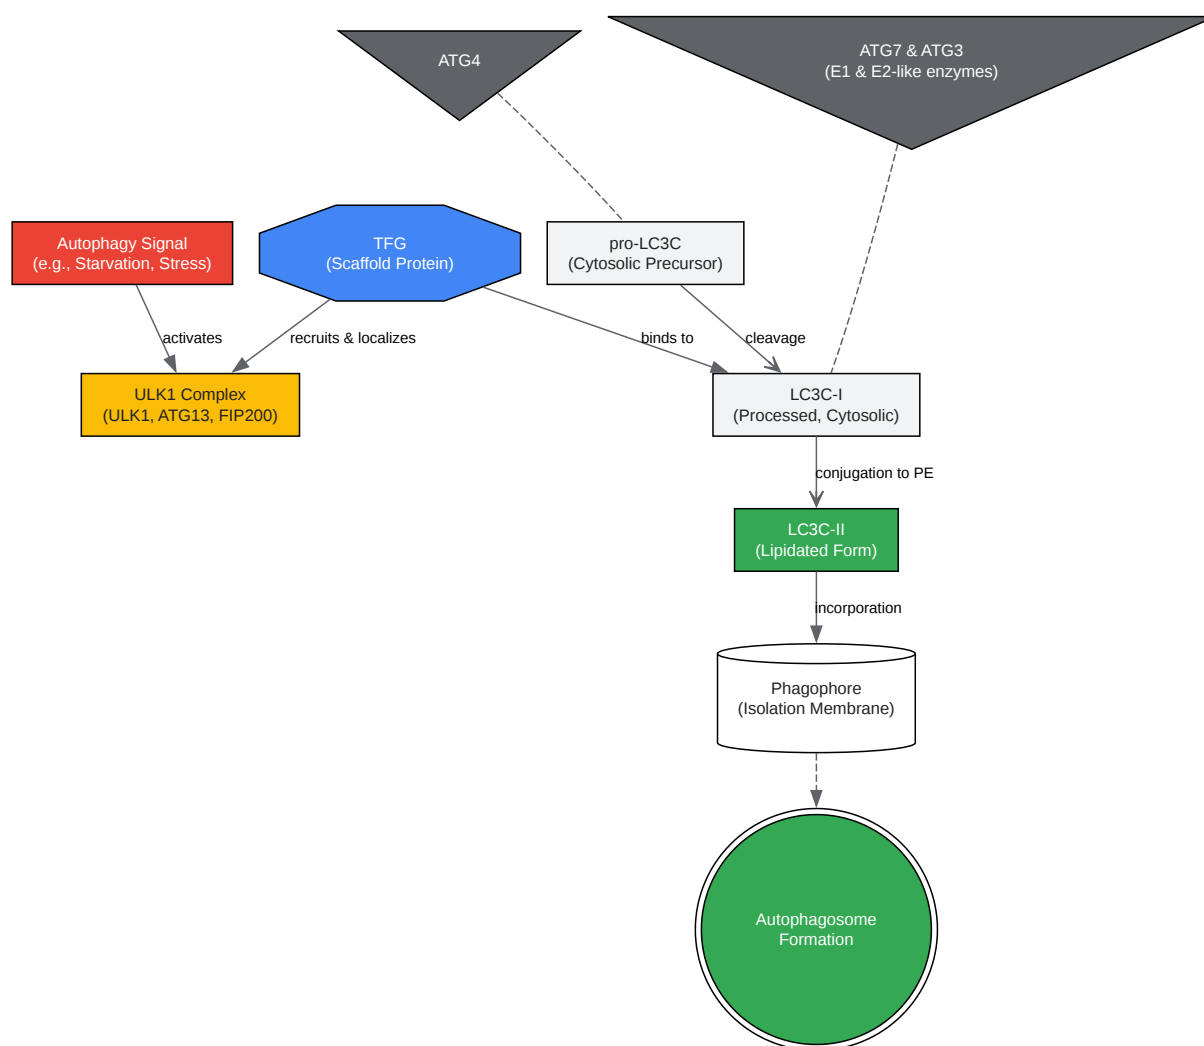 ATG4
ATG7 & ATG3
(E1 & E2-like enzymes)
Autophagy Signal
(e.g., Starvation, Stress)
TFG
(Scaffold Protein)
pro-LC3C
(Cytosolic Precursor)
activates
recruits & localizes
binds to
cleavage
ULK1 Complex
(ULK1, ATG13, FIP200)
LC3C-I
(Processed, Cytosolic)
conjugation to PE
LC3C-II
(Lipidated Form)
incorporation
Phagophore
(Isolation Membrane)
Autophagosome
Formation